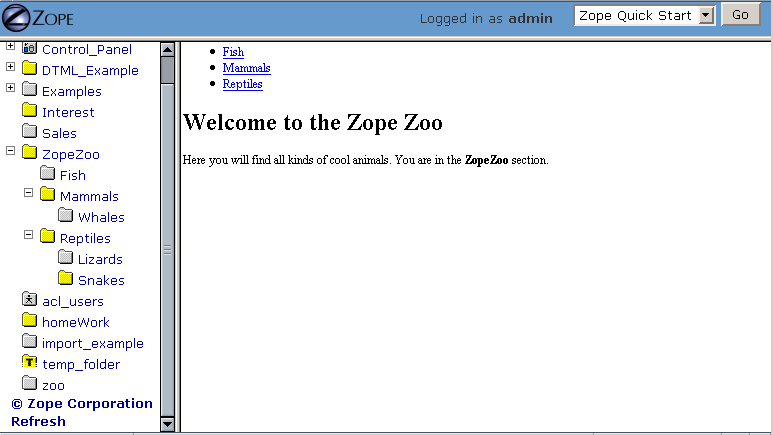 ZOPE
Logged in as admin
Zope Quick Start
Go
Control_Panel
DTML_Example
Examples
Interest
Sales
ZopeZoo
Fish
Mammals
Whales
Reptiles
Lizards
Snakes
acl_users
homeWork
import_example
temp_folder
zoo
© Zope Corporation
Refresh
Fish
Mammals
Reptiles
Welcome to the Zope Zoo
Here you will find all kinds of cool animals. You are in the ZopeZoo section.